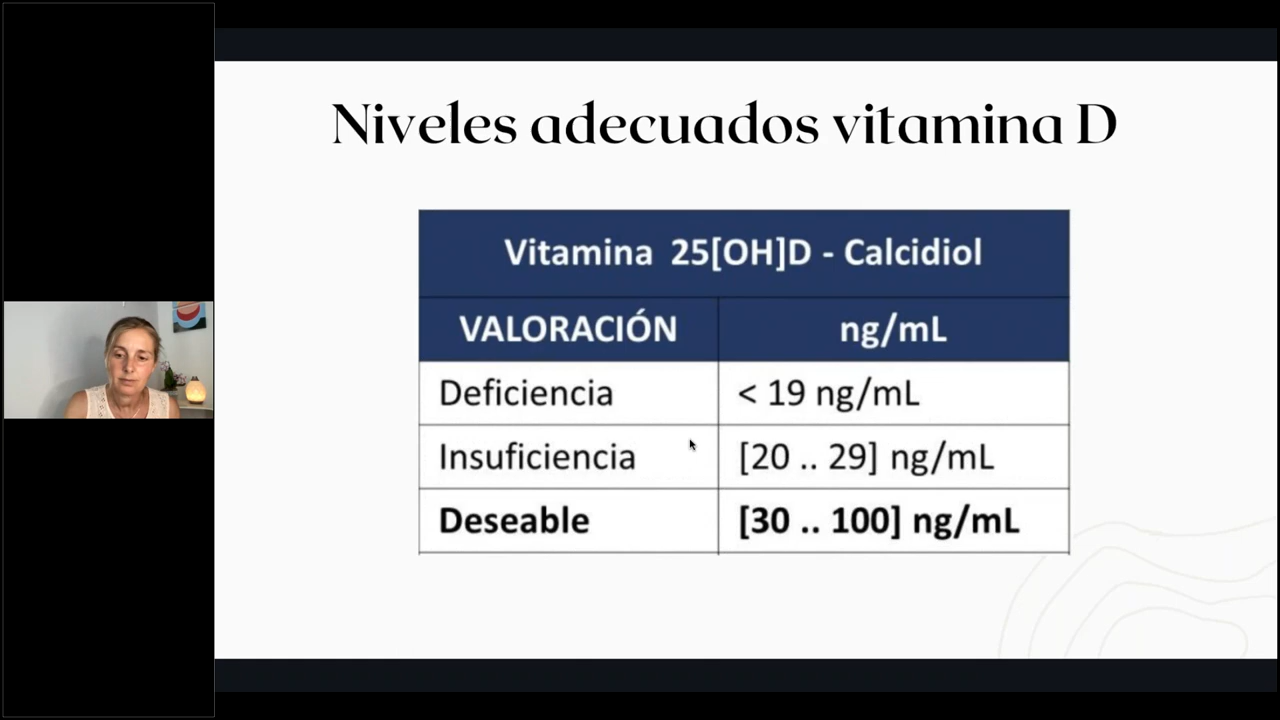 Niveles adecuados vitamina D
Vitamina 25[OH]D - Calcidiol
VALORACIÓN ng/mL
Deficiencia < 19 ng/mL
Insuficiencia [20 .. 29] ng/mL
Deseable [30 .. 100] ng/mL